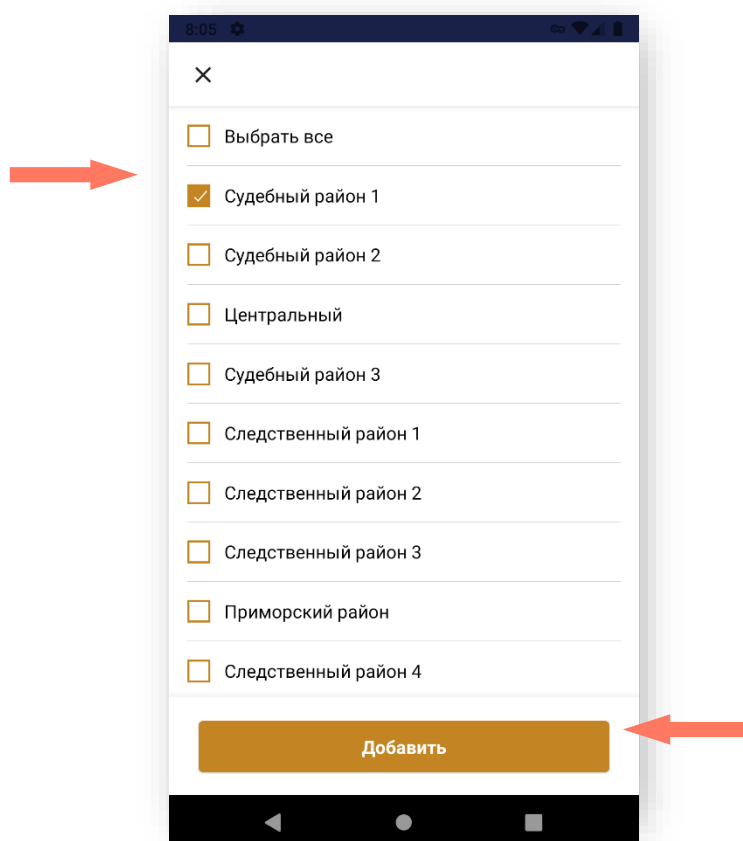 8:05
Выбрать все
Судебный район 1
Судебный район 2
Центральный
Судебный район 3
Следственный район 1
Следственный район 2
Следственный район 3
Приморский район
Следственный район 4
Добавить